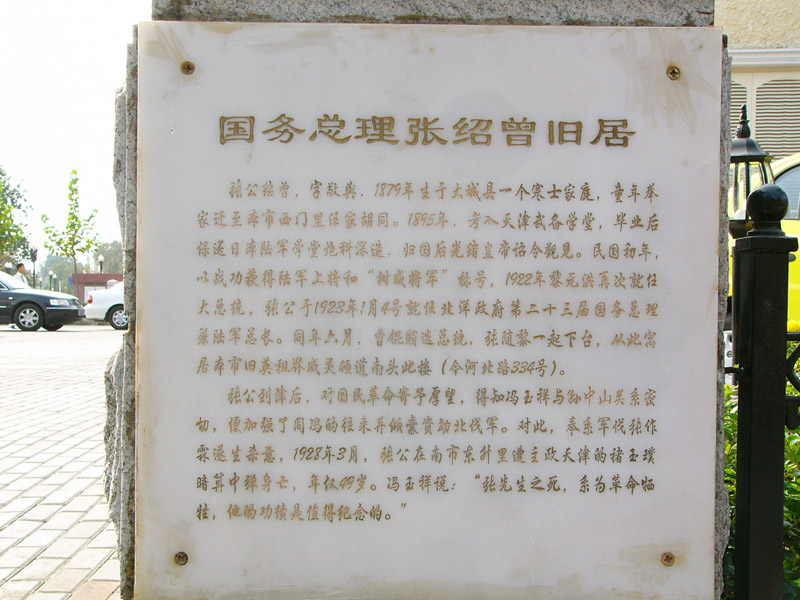 国务总理张绍曾旧居
张公绍曾，字敬舆，1879年生于大城县一个寒士家庭，童年举
家迁至本市西门里任家胡同。1895年，考入天津武备学堂，毕业后
保送日本陆军学堂炮科深造，归国后光绪皇帝诏令觐见。民国初年，
以战功获得陆军上将和“树威将军”称号，1922年黎元洪再次就任
大总统，张公于1923年1月4号就任北洋政府第二十三届国务总理
兼陆军总长。同年六月，曹锟贿选总统，张随黎一起下台，从此寓
居本市旧英租界威灵顿道南头此楼（今河北路334号）。
张公到津后，对国民革命寄予厚望，得知冯玉祥与孙中山关系密
切，便加强了同冯的往来并倾囊资助北伐军。对此，奉系军伐张作
霖遂生杀意，1928年3月，张公在南市东升里遭主政天津的褚玉璞
暗算中弹身亡，年仅49岁。冯玉祥说：“张先生之死，系为革命牺
牲，他的功绩是值得纪念的。”